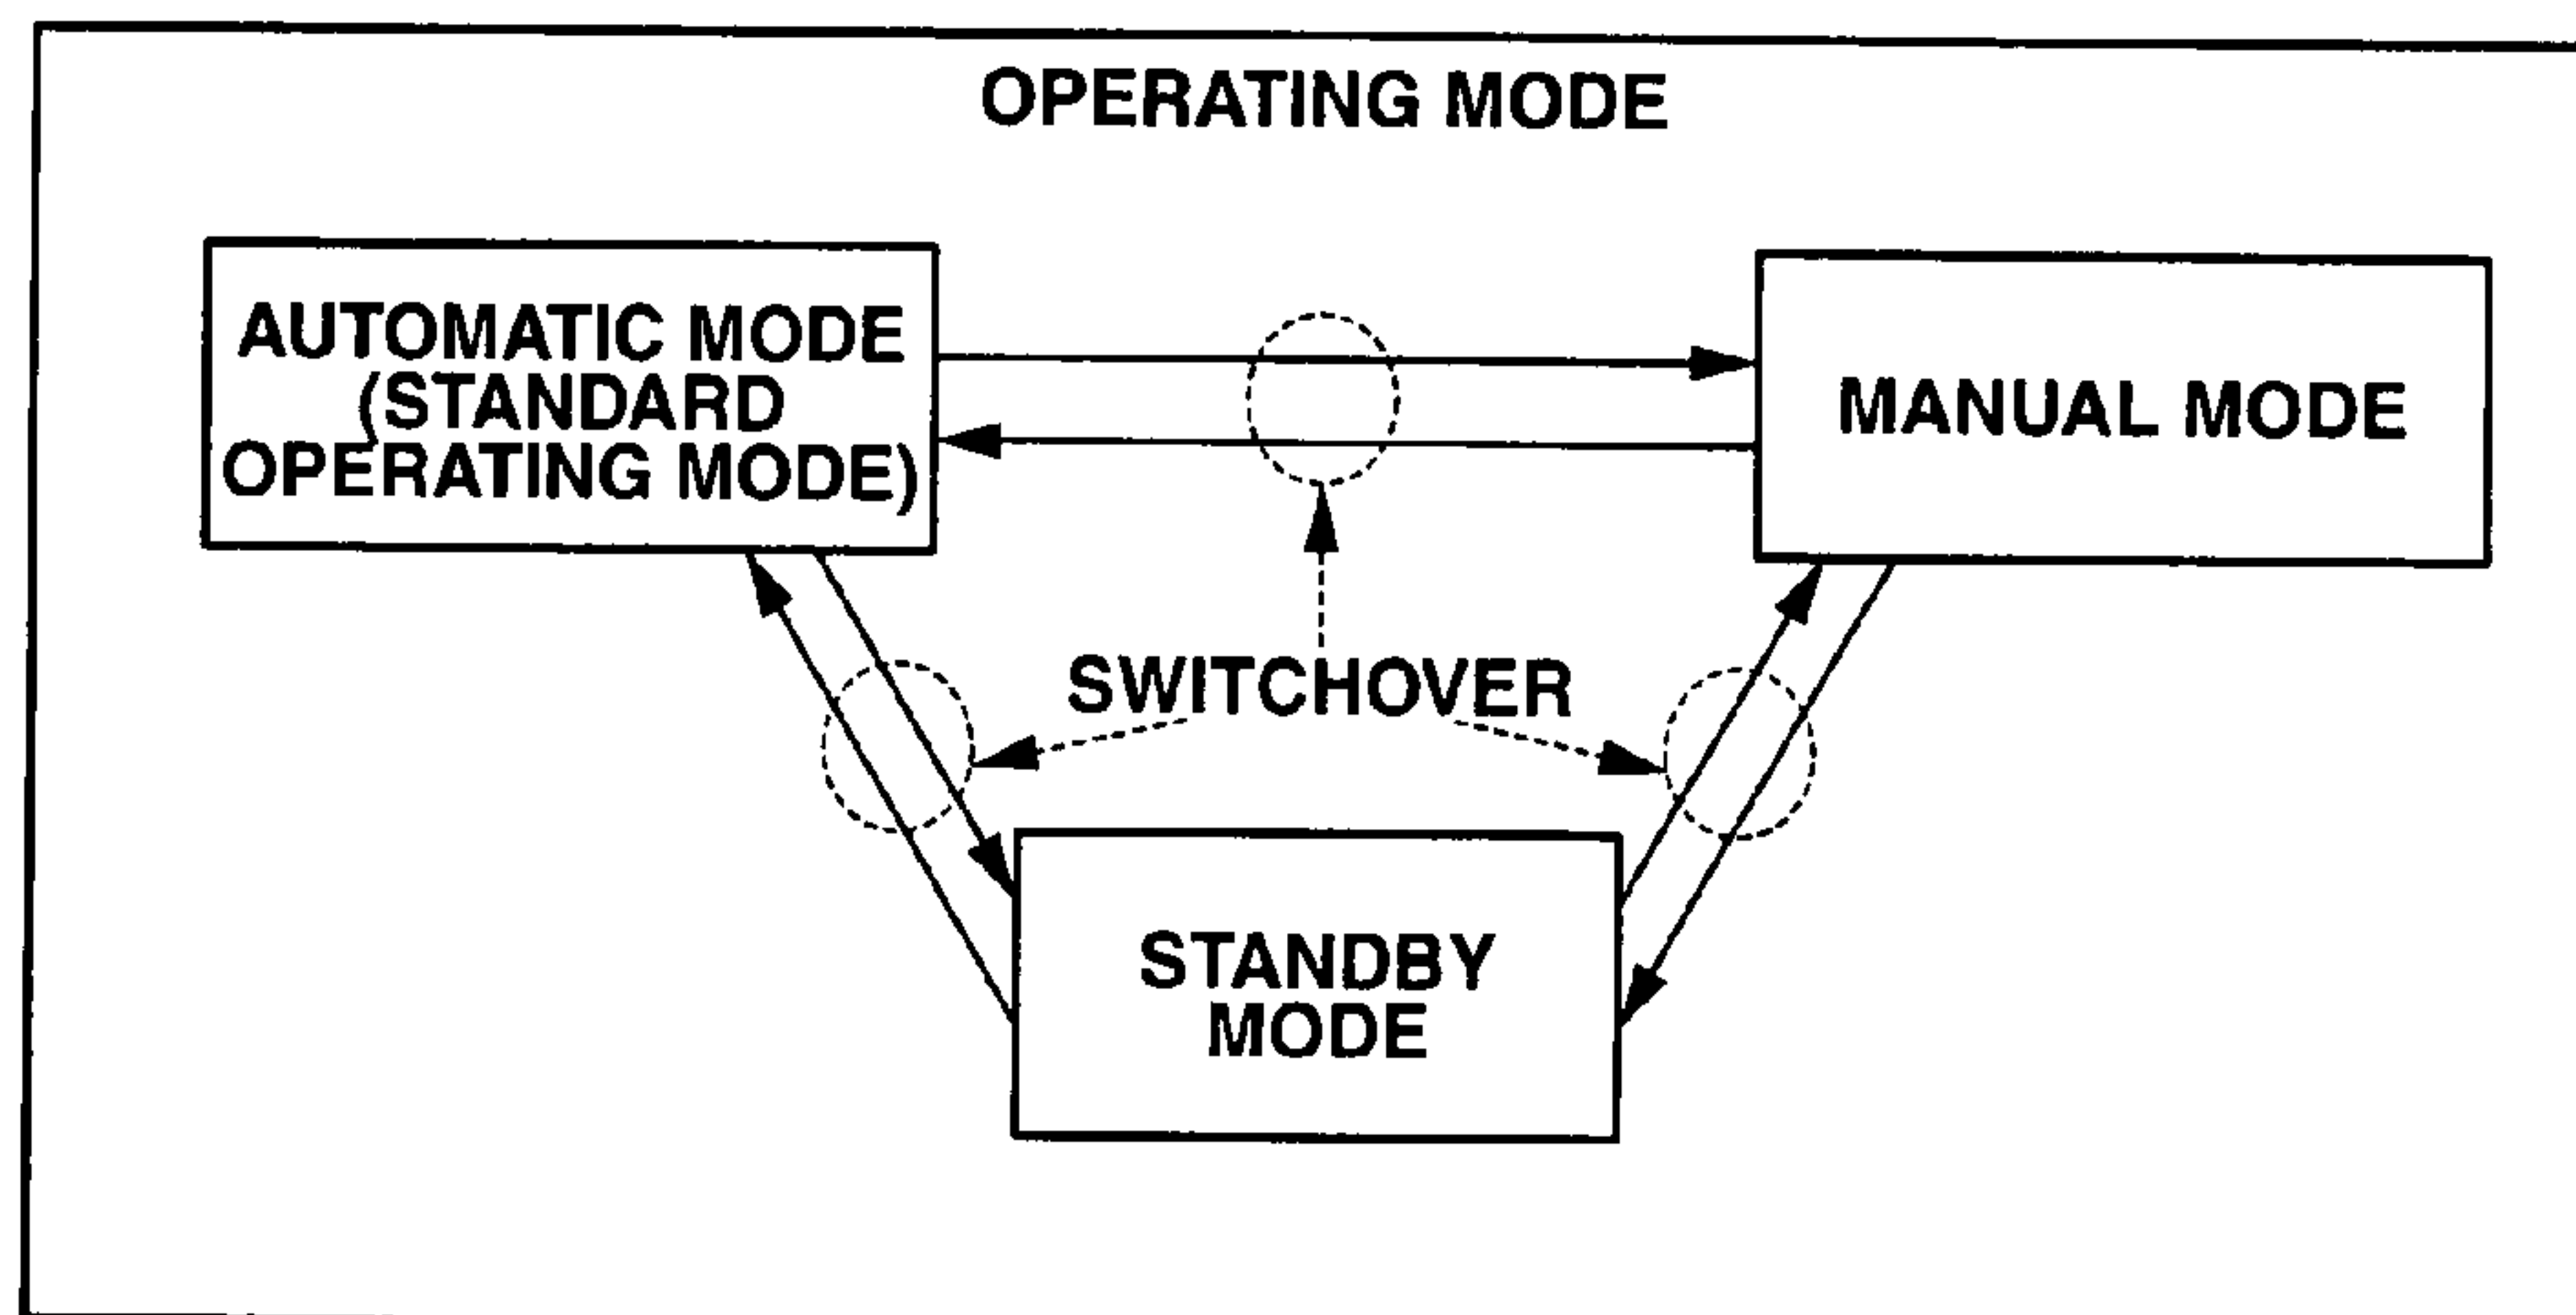 OPERATING MODE
AUTOMATIC MODE
(STANDARD
OPERATING MODE)
MANUAL MODE
SWITCHOVER
STANDBY
MODE